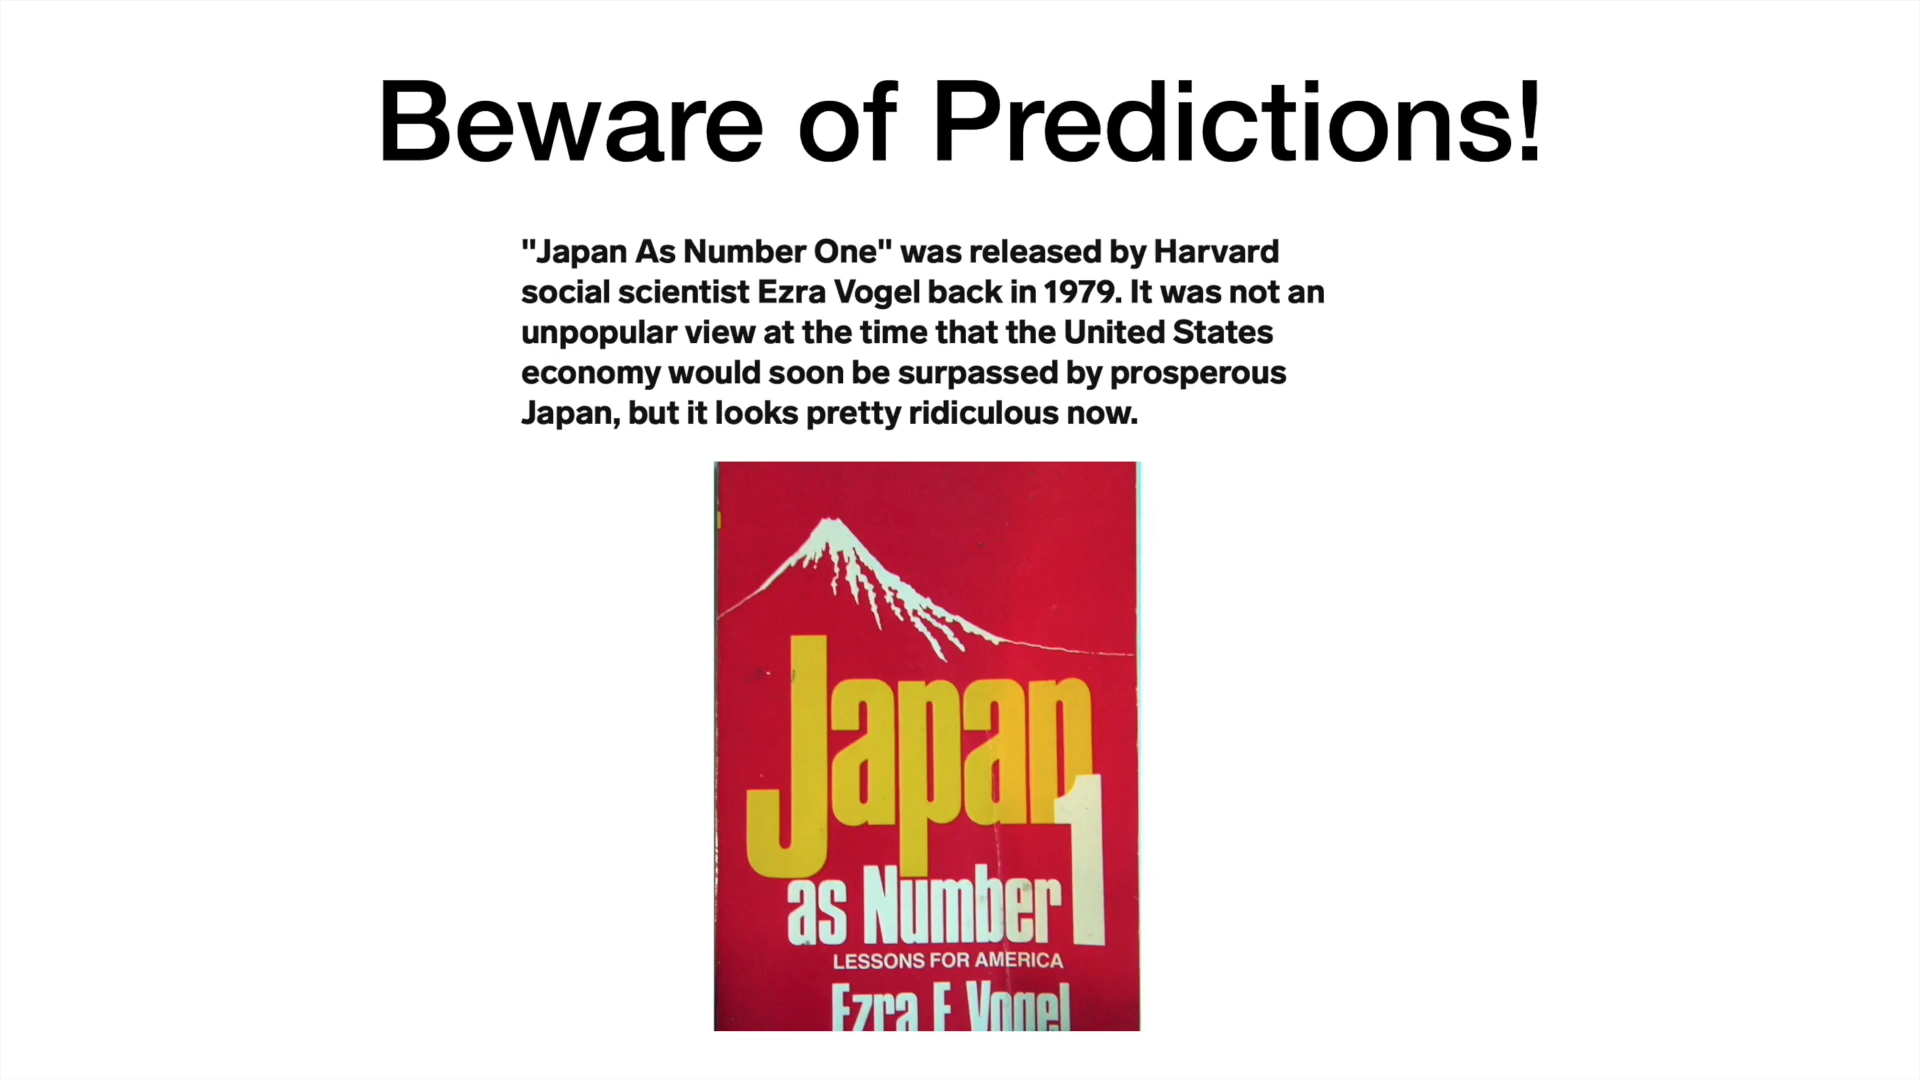 Beware of Predictions!
"Japan As Number One" was released by Harvard
social scientist Ezra Vogel back in 1979. It was not an
unpopular view at the time that the United States
economy would soon be surpassed by prosperous
Japan, but it looks pretty ridiculous now.
Japan
as Number 1
LESSONS FOR AMERICA
Ezra F Vogel